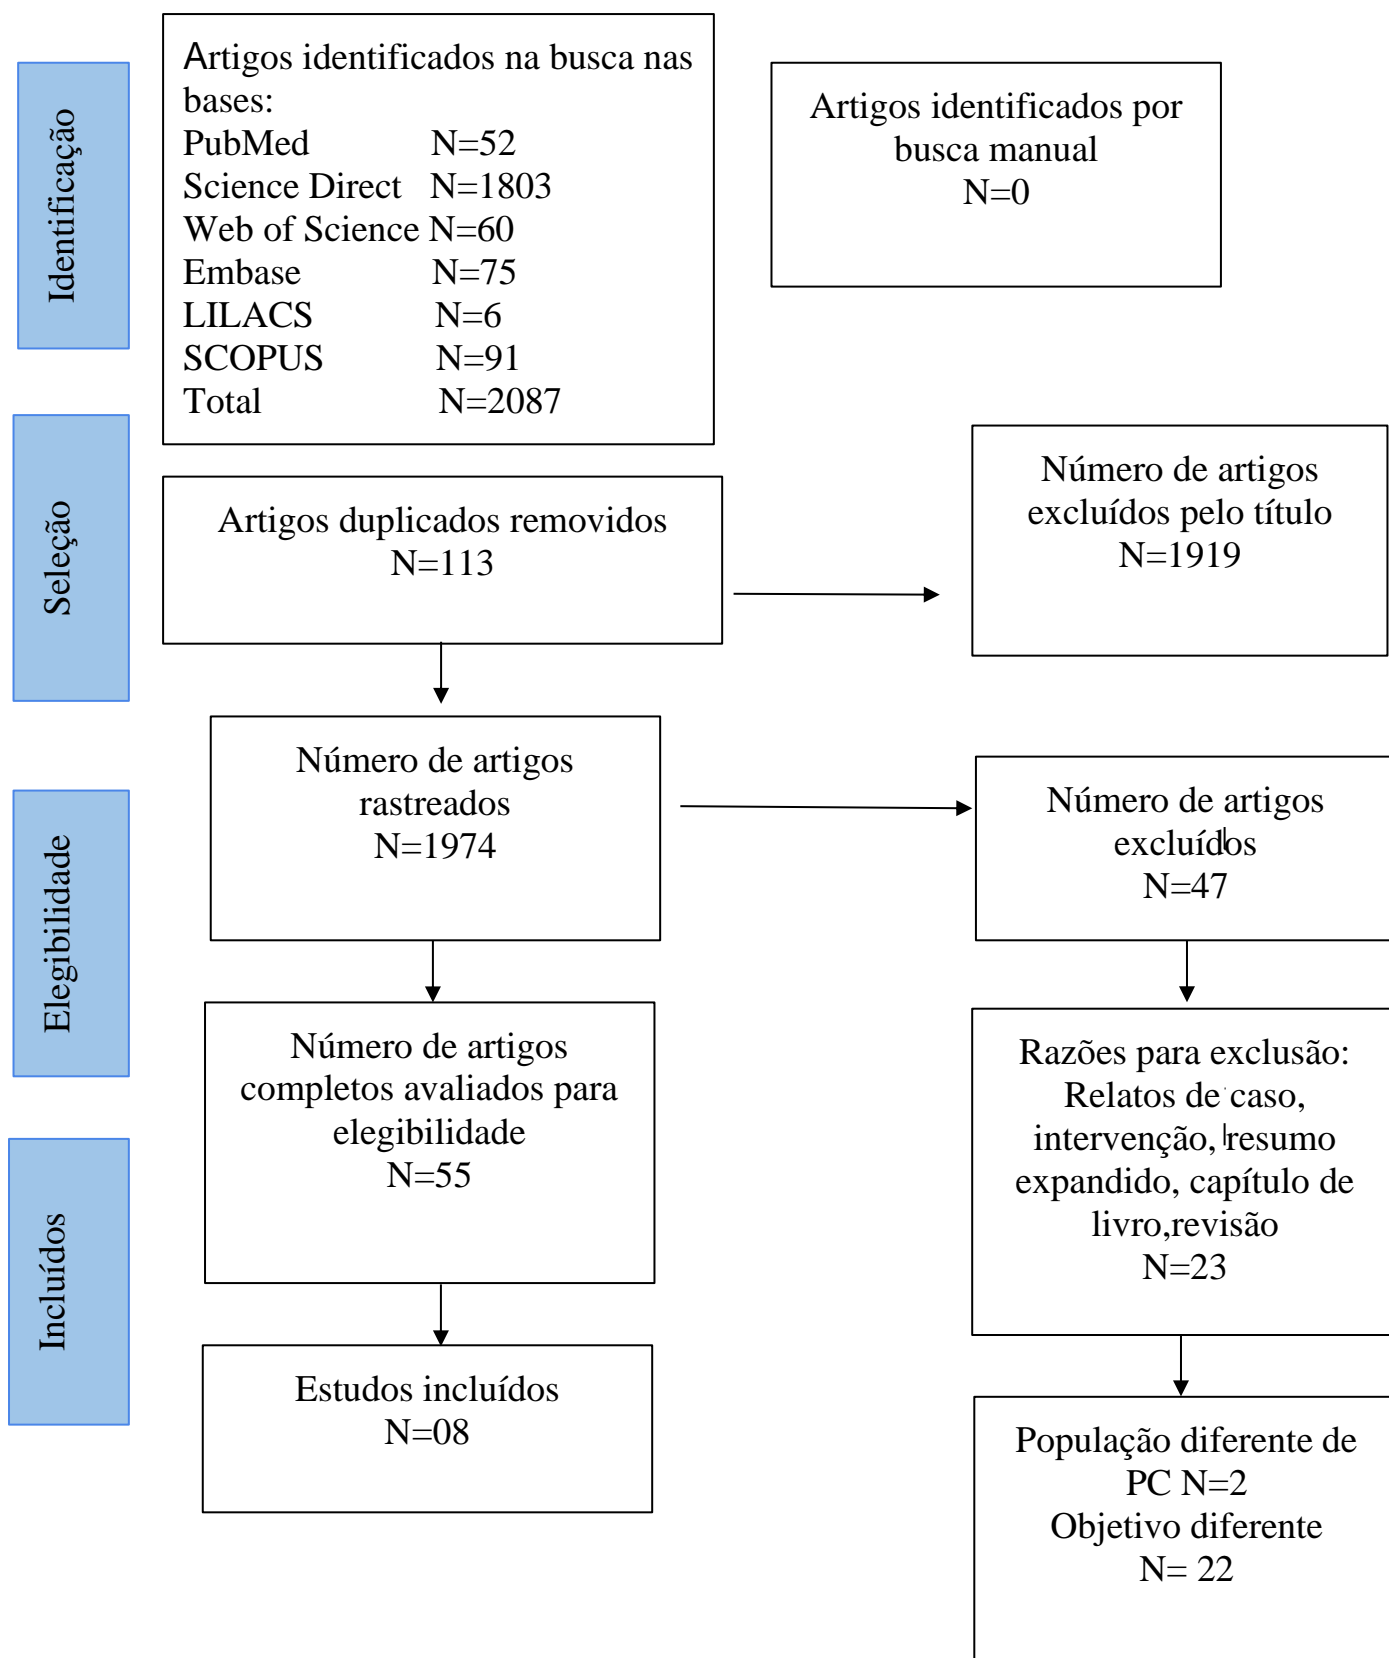 Identificação
Artigos identificados na busca nas
bases:
PubMed N=52
Science Direct N=1803
Web of Science N=60
Embase N=75
LILACS N=6
SCOPUS N=91
Total N=2087
Artigos identificados por
busca manual
N=0
Seleção
Artigos duplicados removidos
N=113
Número de artigos
excluídos pelo título
N=1919
Número de artigos
rastreados
N=1974
Número de artigos
excluídos
N=47
Elegibilidade
Número de artigos
completos avaliados para
elegibilidade
N=55
Razões para exclusão:
Relatos de caso,
intervenção, resumo
expandido, capítulo de
livro,revisão
N=23
Incluídos
Estudos incluídos
N=08
População diferente de
PC N=2
Objetivo diferente
N= 22